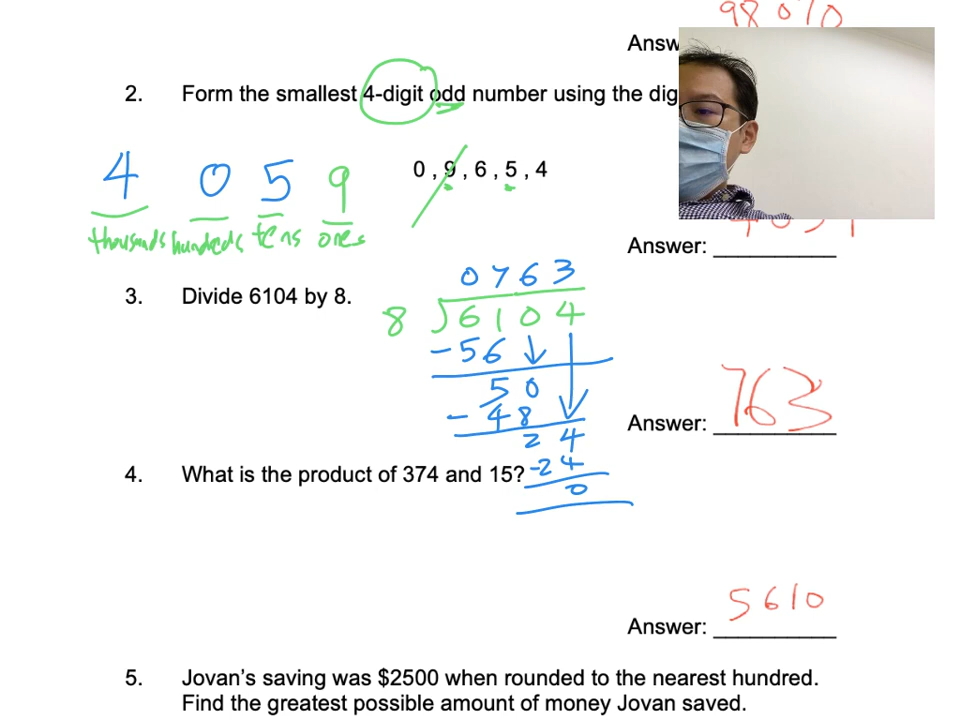 98010
Answ
2. Form the smallest 4-digit odd number using the dig
4 0 5 9
0 , 9 , 6 , 5 , 4
thousands hundreds tens ones
Answer: ________
0763
3. Divide 6104 by 8.
8 6104
-56
50
Answer: 763
-48
24
4. What is the product of 374 and 15?
-24
0
5610
Answer: ________
5. Jovan's saving was $2500 when rounded to the nearest hundred.
Find the greatest possible amount of money Jovan saved.